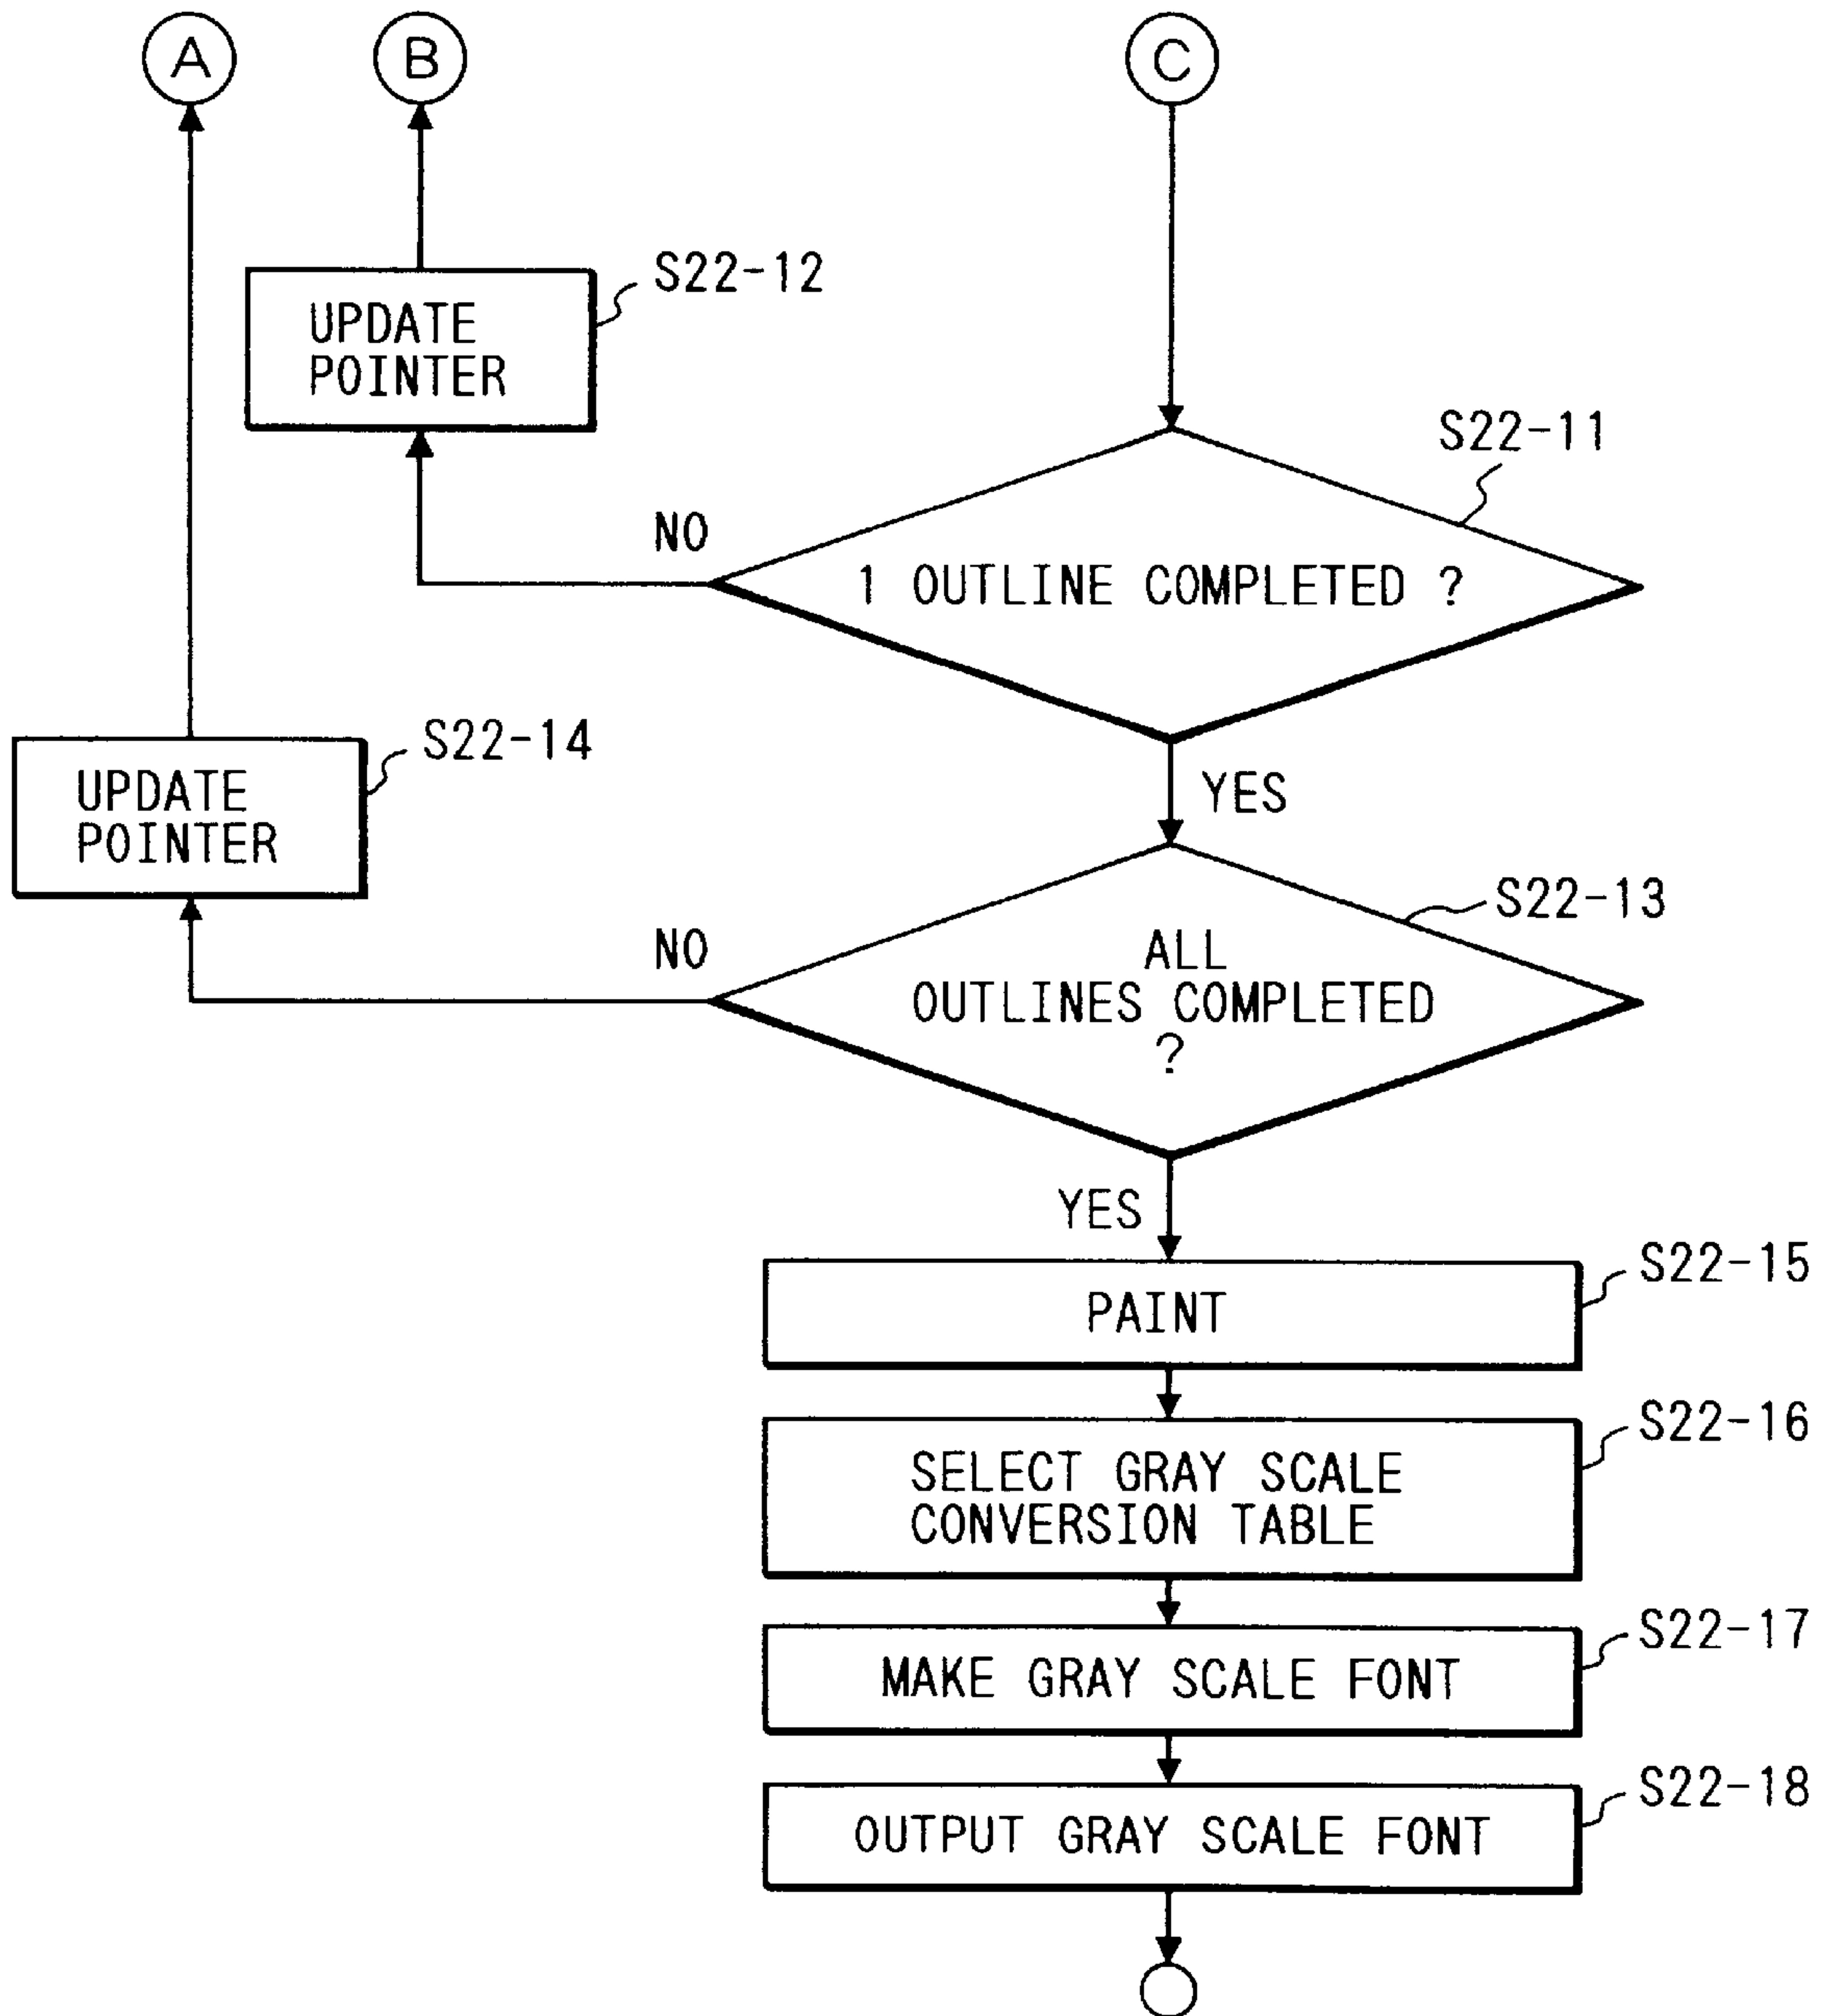 A
B
C
S22-12
UPDATE
POINTER
S22-11
NO
1 OUTLINE COMPLETED ?
S22-14
UPDATE
POINTER
YES
S22-13
NO
ALL
OUTLINES COMPLETED
?
YES
S22-15
PAINT
S22-16
SELECT GRAY SCALE
CONVERSION TABLE
S22-17
MAKE GRAY SCALE FONT
S22-18
OUTPUT GRAY SCALE FONT